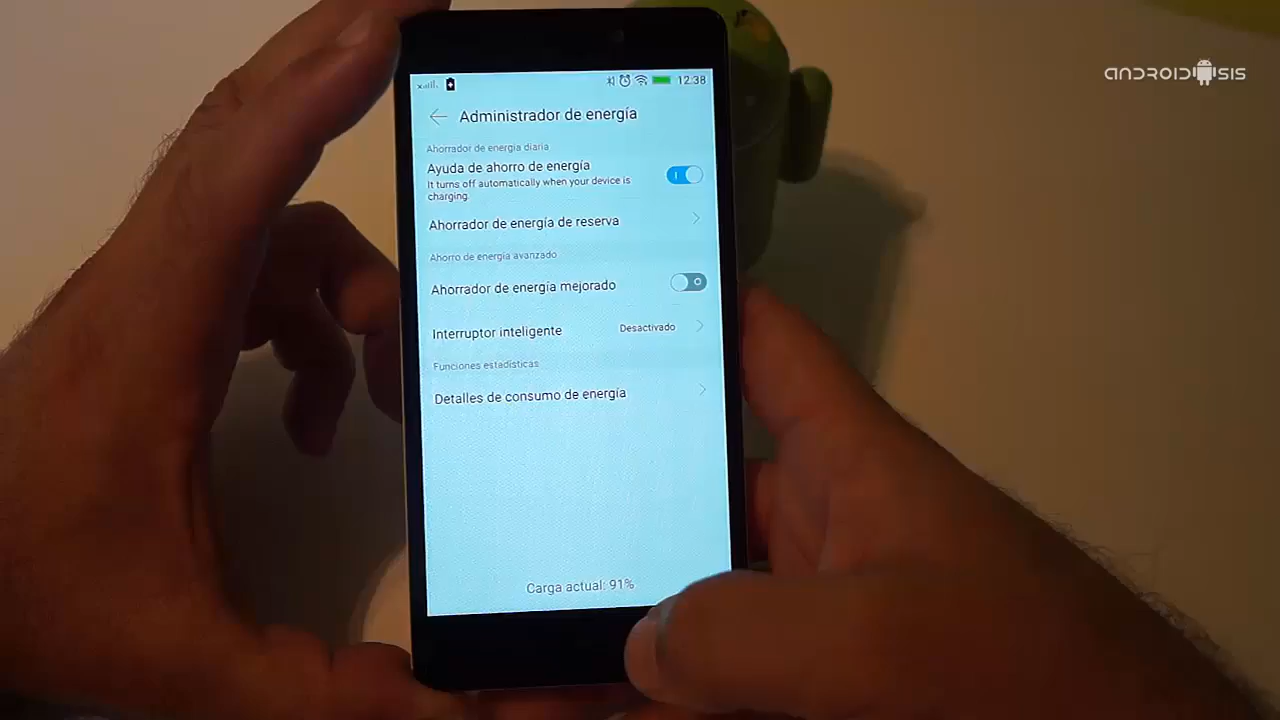 ANDROIDSIS
12:38
Administrador de energía
Ahorrador de energia diaria
Ayuda de ahorro de energía
It turns off automatically when your device is
charging.
Ahorrador de energía de reserva
Ahorro de energia avanzado
Ahorrador de energía mejorado
Interruptor inteligente Desactivado
Funciones estadísticas
Detalles de consumo de energía
Carga actual: 91%